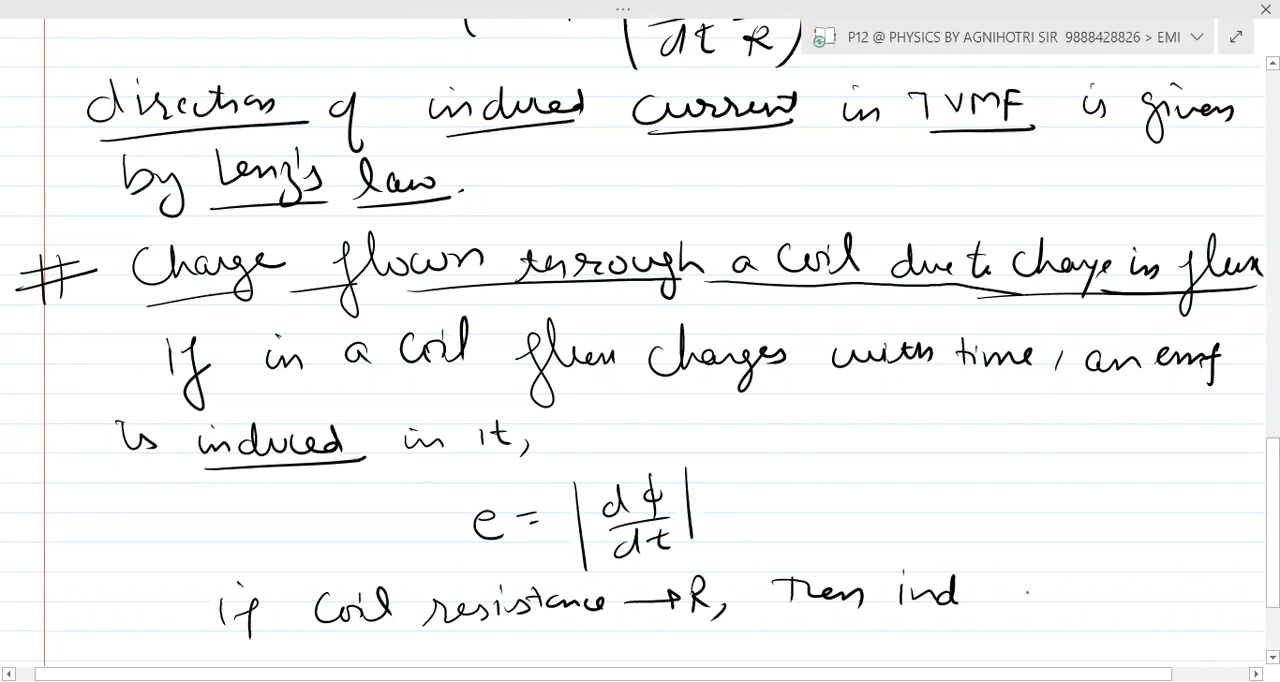 P12 @ PHYSICS BY AGNIHOTRI SIR 9888428826 > EMI
| dt R |
direction of induced current in TVMF is given
by Lenz's law.
# Charge flown through a coil due to change in flux
If in a coil flux changes with time, an emf
is induced in it,
e = |dϕ/dt|
if coil resistance → R, Then ind